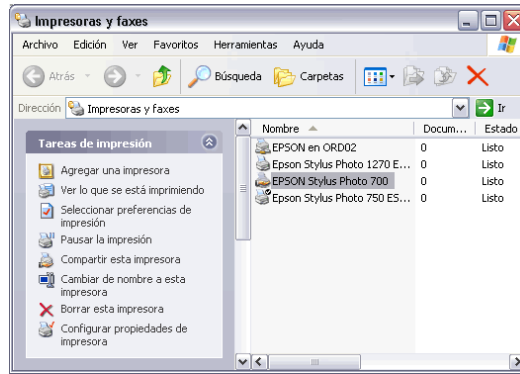 Impresoras y faxes
Archivo Edición Ver Favoritos Herramientas Ayuda
Atrás Búsqueda Carpetas
Dirección Impresoras y faxes Ir
Tareas de impresión
Agregar una impresora
Ver lo que se está imprimiendo
Seleccionar preferencias de
impresión
Pausar la impresión
Compartir esta impresora
Cambiar de nombre a esta
impresora
Borrar esta impresora
Configurar propiedades de
impresora
Nombre Docum... Estado
EPSON en ORD02 0 Listo
Epson Stylus Photo 1270 E... 0 Listo
EPSON Stylus Photo 700 0 Listo
Epson Stylus Photo 750 ES... 0 Listo